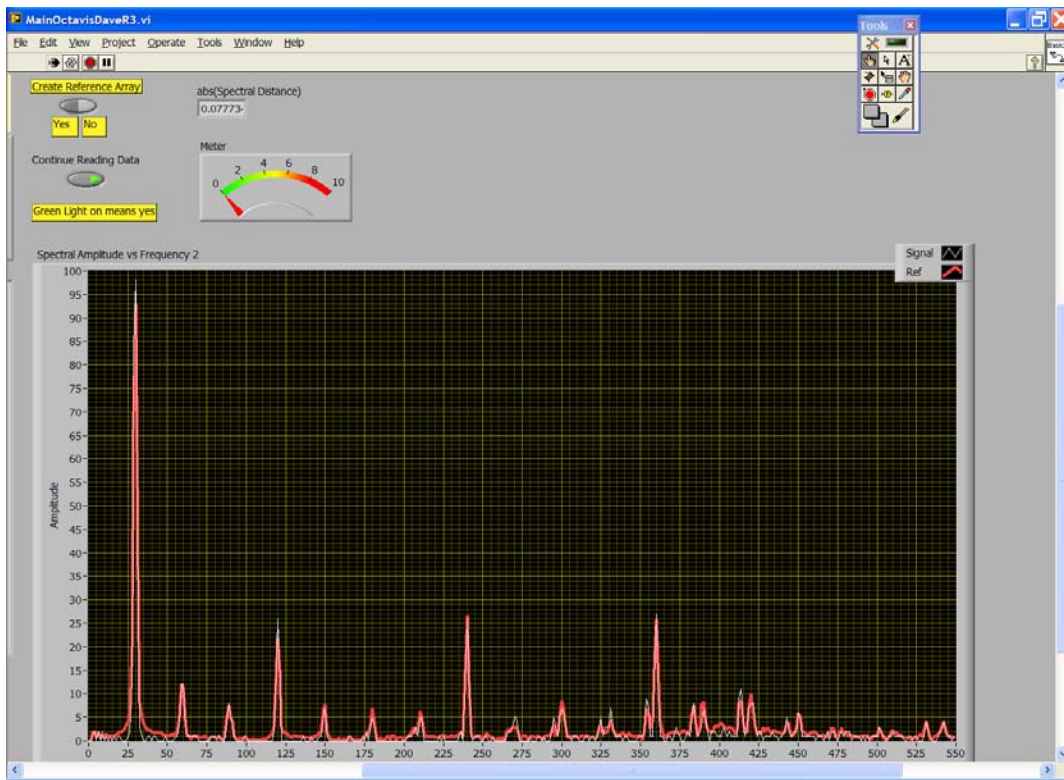 MainOctavisDaveR3.vi
File Edit View Project Operate Tools Window Help
Tools
Basic
Create Reference Array
Yes No
abs(Spectral Distance)
0.07773
Continue Reading Data
Green Light on means yes
Meter
0 2 4 6 8 10
Spectral Amplitude vs Frequency 2
Signal
Ref
Amplitude
100
95
90
85
80
75
70
65
60
55
50
45
40
35
30
25
20
15
10
5
0
0 25 50 75 100 125 150 175 200 225 250 275 300 325 350 375 400 425 450 475 500 525 550